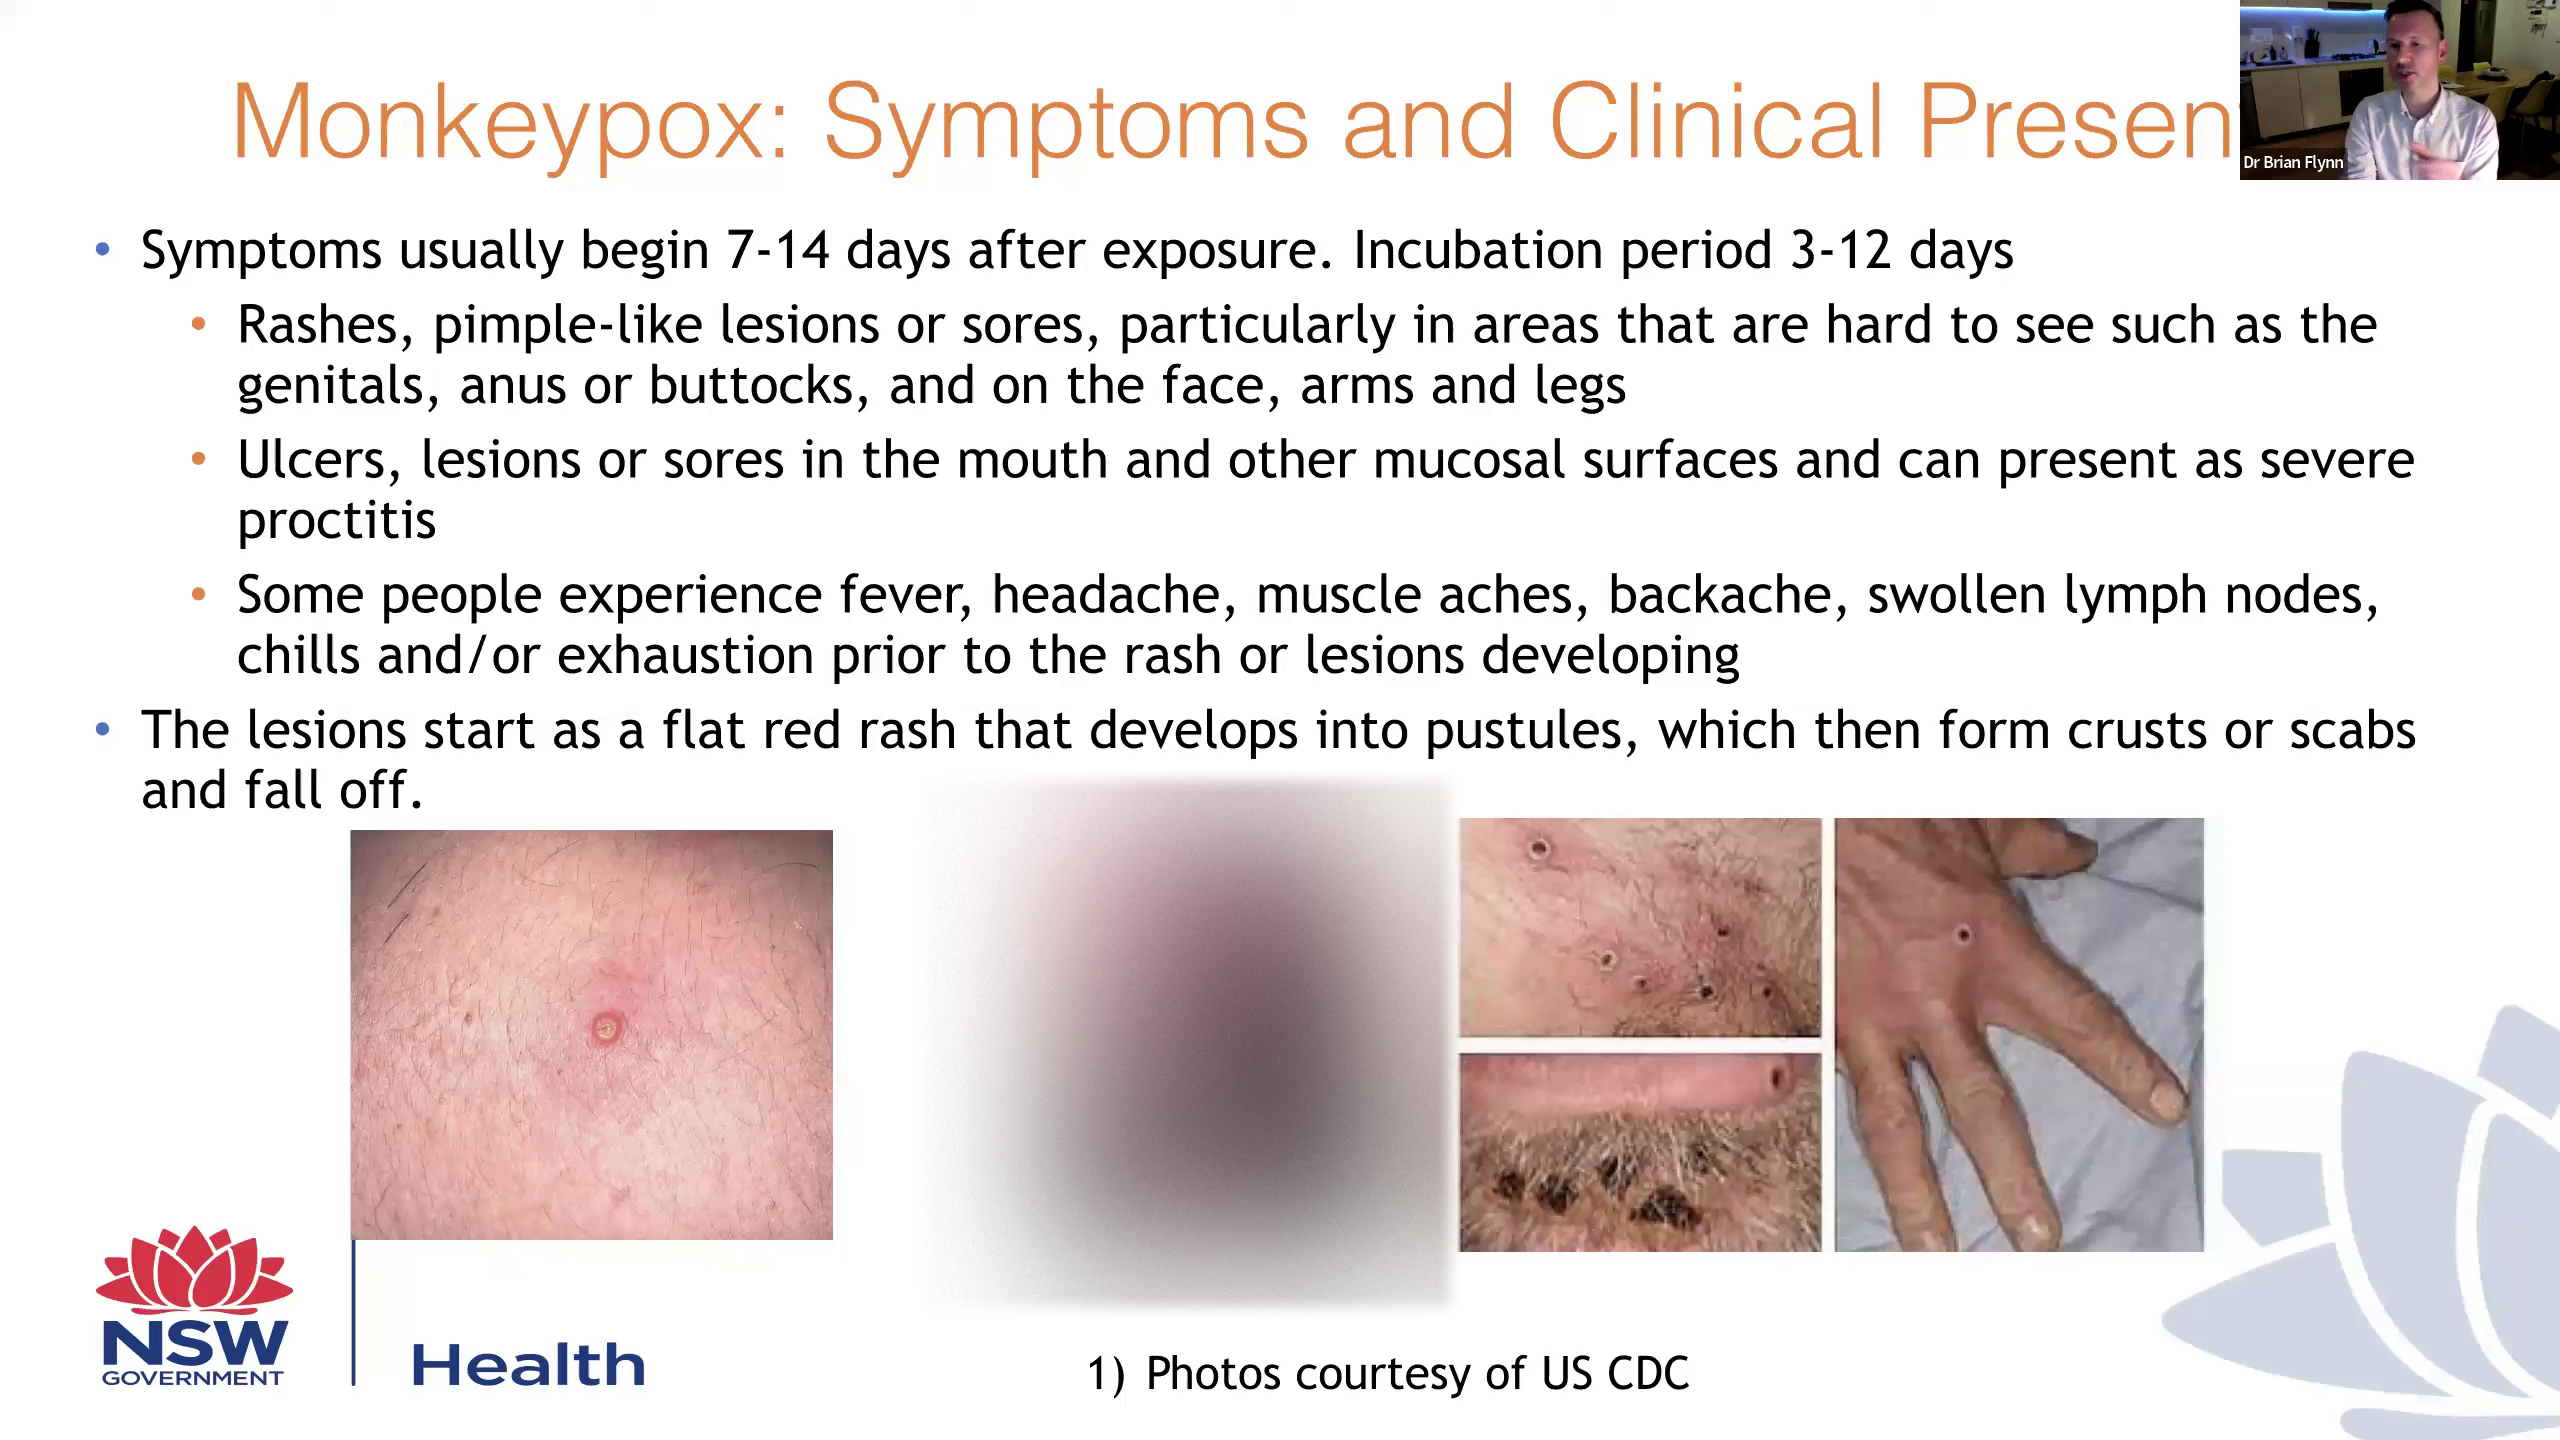 Monkeypox: Symptoms and Clinical Presen
Dr Brian Flynn
• Symptoms usually begin 7-14 days after exposure. Incubation period 3-12 days
• Rashes, pimple-like lesions or sores, particularly in areas that are hard to see such as the
genitals, anus or buttocks, and on the face, arms and legs
• Ulcers, lesions or sores in the mouth and other mucosal surfaces and can present as severe
proctitis
• Some people experience fever, headache, muscle aches, backache, swollen lymph nodes,
chills and/or exhaustion prior to the rash or lesions developing
• The lesions start as a flat red rash that develops into pustules, which then form crusts or scabs
and fall off.
NSW
GOVERNMENT
Health
1) Photos courtesy of US CDC